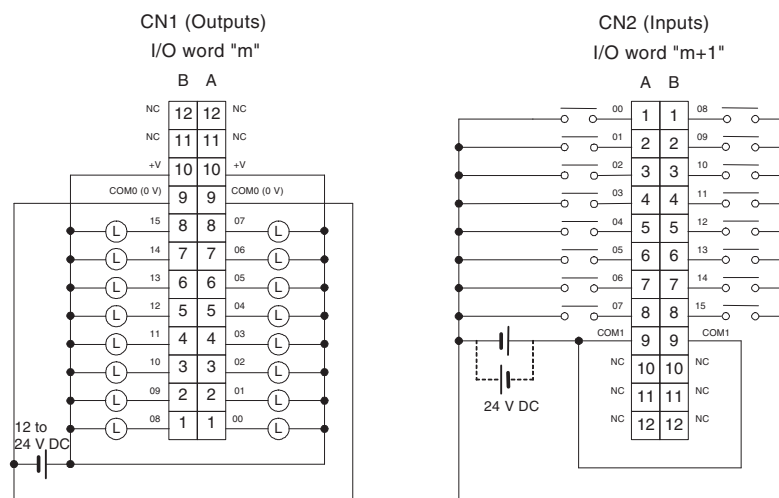 CN1 (Outputs)
I/O word "m"
B A
NC 12 12 NC
NC 11 11 NC
+V 10 10 +V
COM0 (0 V) 9 9 COM0 (0 V)
L 15 8 8 07 L
L 14 7 7 06 L
L 13 6 6 05 L
L 12 5 5 04 L
L 11 4 4 03 L
L 10 3 3 02 L
L 09 2 2 01 L
L 08 1 1 00 L
12 to
24 V DC
CN2 (Inputs)
I/O word "m+1"
A B
00 1 1 08
01 2 2 09
02 3 3 10
03 4 4 11
04 5 5 12
05 6 6 13
06 7 7 14
07 8 8 15
COM1 9 9 COM1
NC 10 10 NC
NC 11 11 NC
NC 12 12 NC
24 V DC